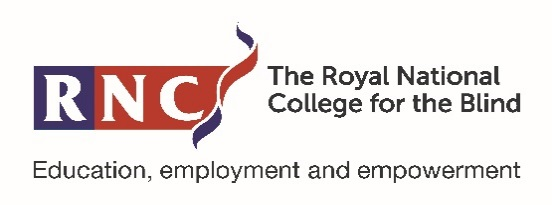 RNC
The Royal National
College for the Blind
Education, employment and empowerment